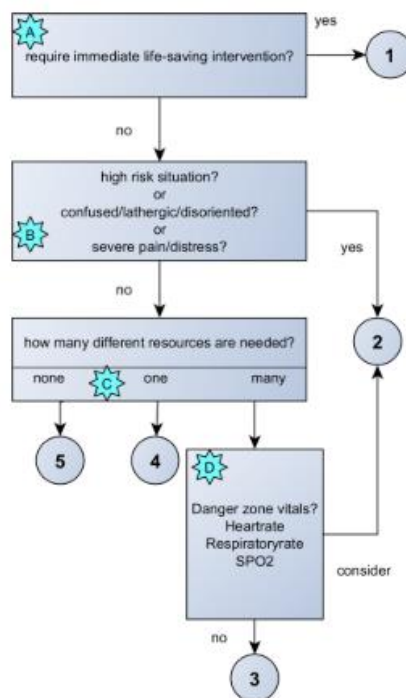 A
require immediate life-saving intervention?
yes
1
no
high risk situation?
or
confused/lathergic/disoriented?
or
B
severe pain/distress?
yes
no
2
how many different resources are needed?
none
C
one
many
5
4
D
Danger zone vitals?
Heartrate
Respiratoryrate
SPO2
consider
no
3